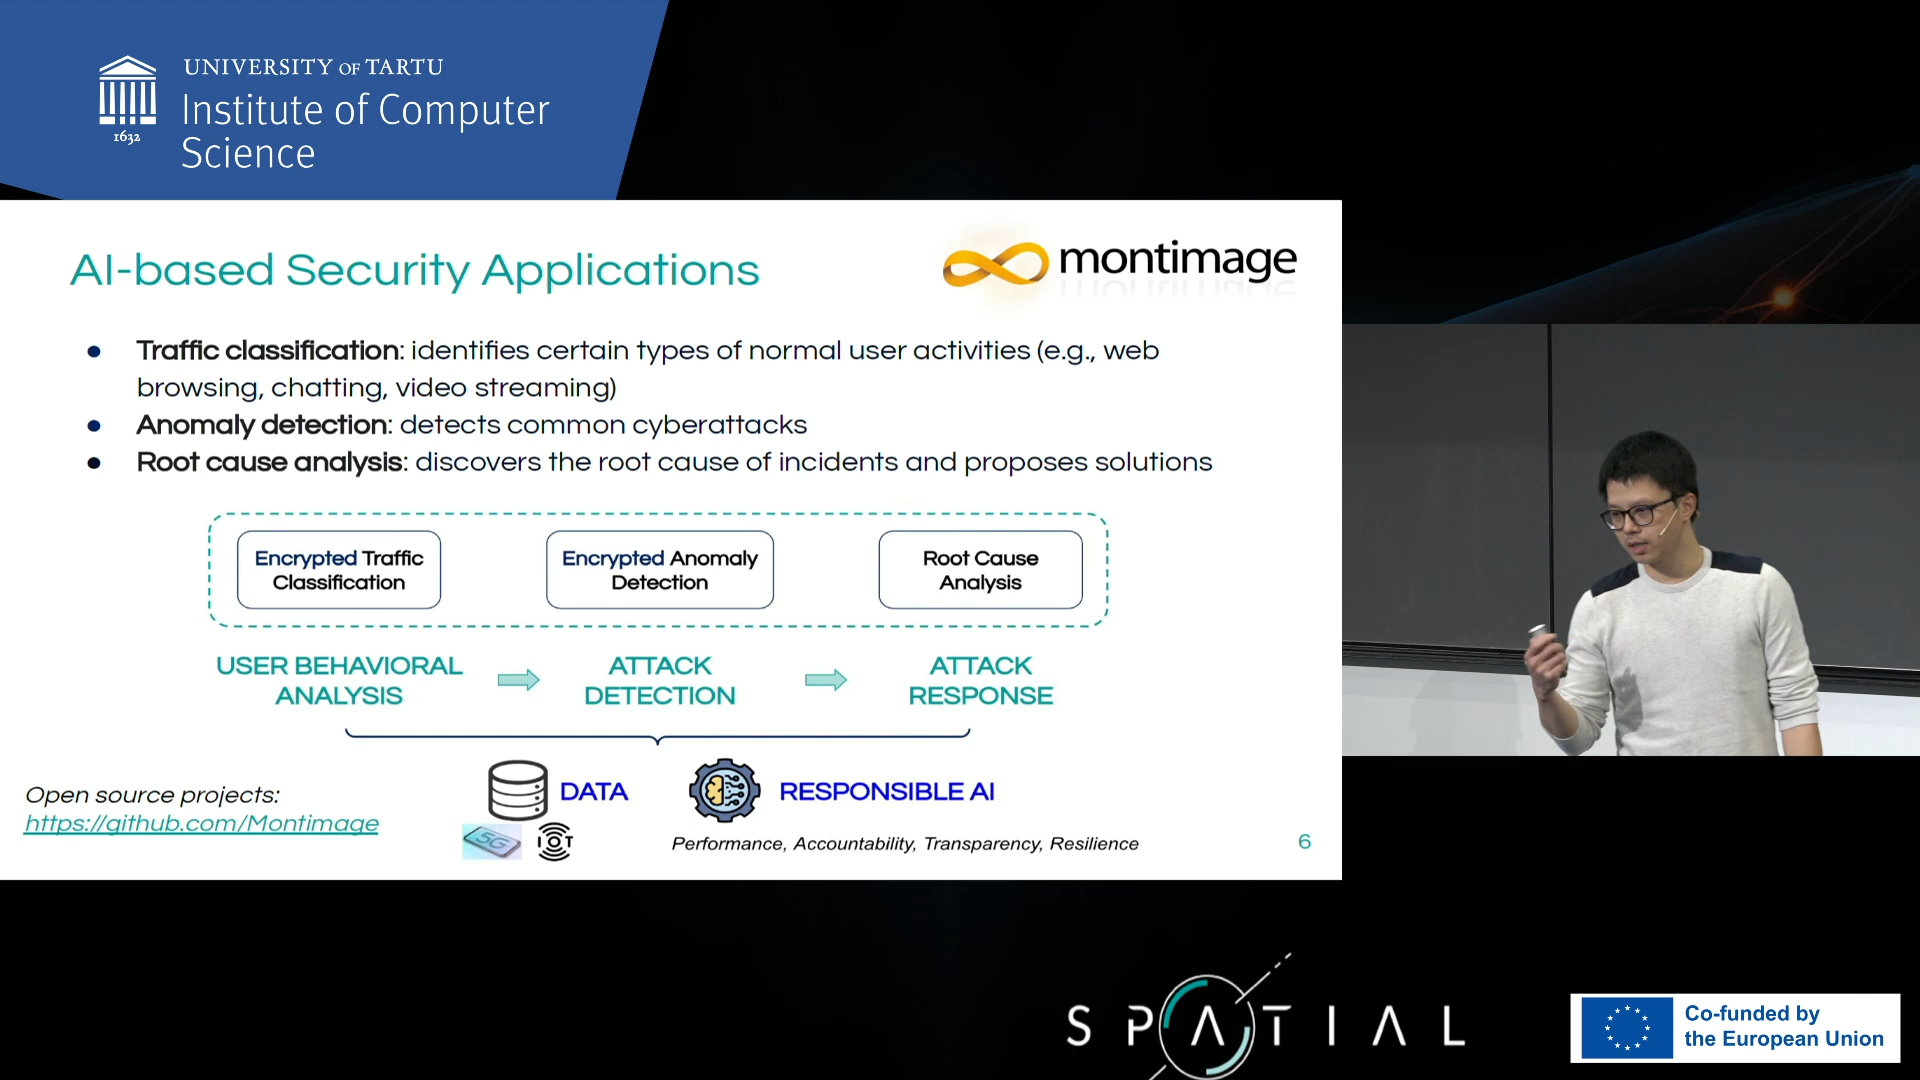 UNIVERSITY OF TARTU
Institute of Computer
Science
1632
AI-based Security Applications
montimage
● Traffic classification: identifies certain types of normal user activities (e.g., web
browsing, chatting, video streaming)
● Anomaly detection: detects common cyberattacks
● Root cause analysis: discovers the root cause of incidents and proposes solutions
Encrypted Traffic
Classification
Encrypted Anomaly
Detection
Root Cause
Analysis
USER BEHAVIORAL
ANALYSIS
ATTACK
DETECTION
ATTACK
RESPONSE
DATA
RESPONSIBLE AI
Open source projects:
https://github.com/Montimage
5G
IOT
Performance, Accountability, Transparency, Resilience
6
SPATIAL
Co-funded by
the European Union